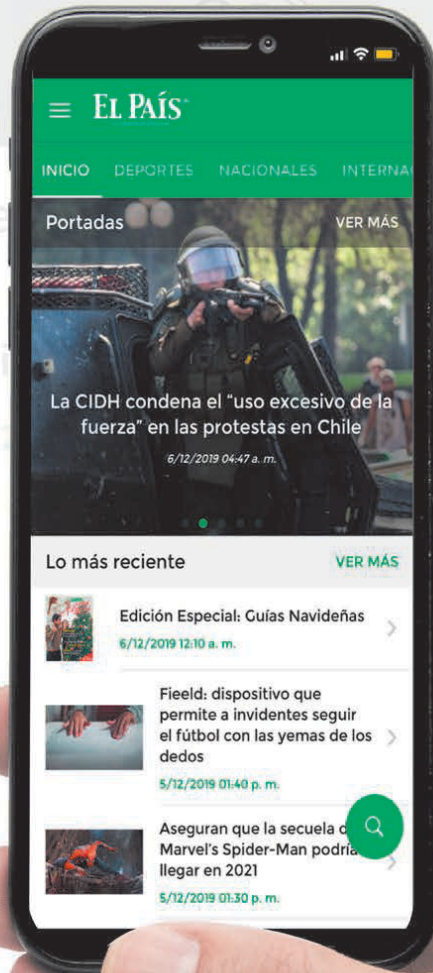 EL PAÍS
INICIO DEPORTES NACIONALES INTERNA
Portadas VER MÁS
La CIDH condena el “uso excesivo de la
fuerza” en las protestas en Chile
6/12/2019 04:47 a. m.
Lo más reciente VER MÁS
Edición Especial: Guías Navideñas
6/12/2019 12:10 a. m.
Fieeld: dispositivo que
permite a invidentes seguir
el fútbol con las yemas de los
dedos
5/12/2019 01:40 p. m.
Aseguran que la secuela d
Marvel's Spider-Man podría
llegar en 2021
5/12/2019 01:30 p. m.